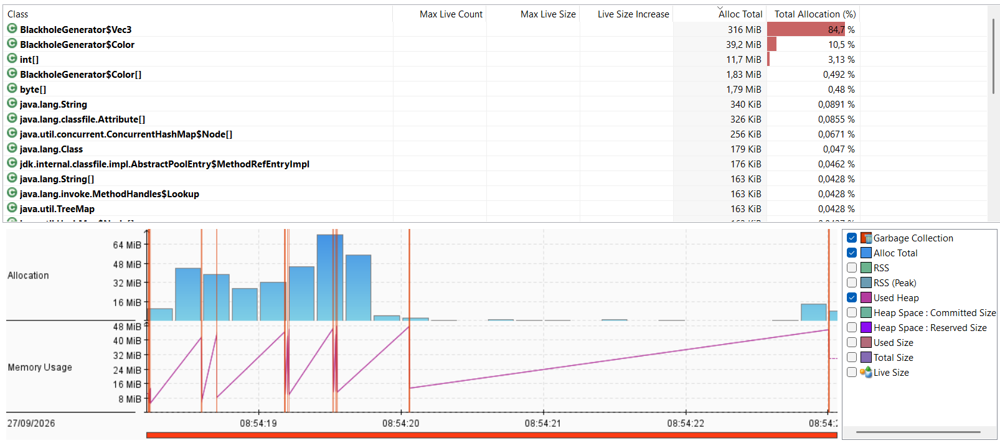 Class Max Live Count Max Live Size Live Size Increase Alloc Total Total Allocation (%)
BlackholeGenerator$Vec3 316 MiB 84,7 %
BlackholeGenerator$Color 39,2 MiB 10,5 %
int[] 11,7 MiB 3,13 %
BlackholeGenerator$Color[] 1,83 MiB 0,492 %
byte[] 1,79 MiB 0,48 %
java.lang.String 340 KiB 0,0891 %
java.lang.classfile.Attribute[] 326 KiB 0,0855 %
java.util.concurrent.ConcurrentHashMap$Node[] 256 KiB 0,0671 %
java.lang.Class 179 KiB 0,047 %
jdk.internal.classfile.impl.AbstractPoolEntry$MethodRefEntryImpl 176 KiB 0,0462 %
java.lang.String[] 163 KiB 0,0428 %
java.lang.invoke.MethodHandles$Lookup 163 KiB 0,0428 %
java.util.TreeMap 163 KiB 0,0428 %
Allocation
64 MiB
48 MiB
32 MiB
16 MiB
Memory Usage
48 MiB
40 MiB
32 MiB
24 MiB
16 MiB
8 MiB
27/09/2026 08:54:19 08:54:20 08:54:21 08:54:22 08:54:2
Garbage Collection
Alloc Total
RSS
RSS (Peak)
Used Heap
Heap Space : Committed Size
Heap Space : Reserved Size
Used Size
Total Size
Live Size